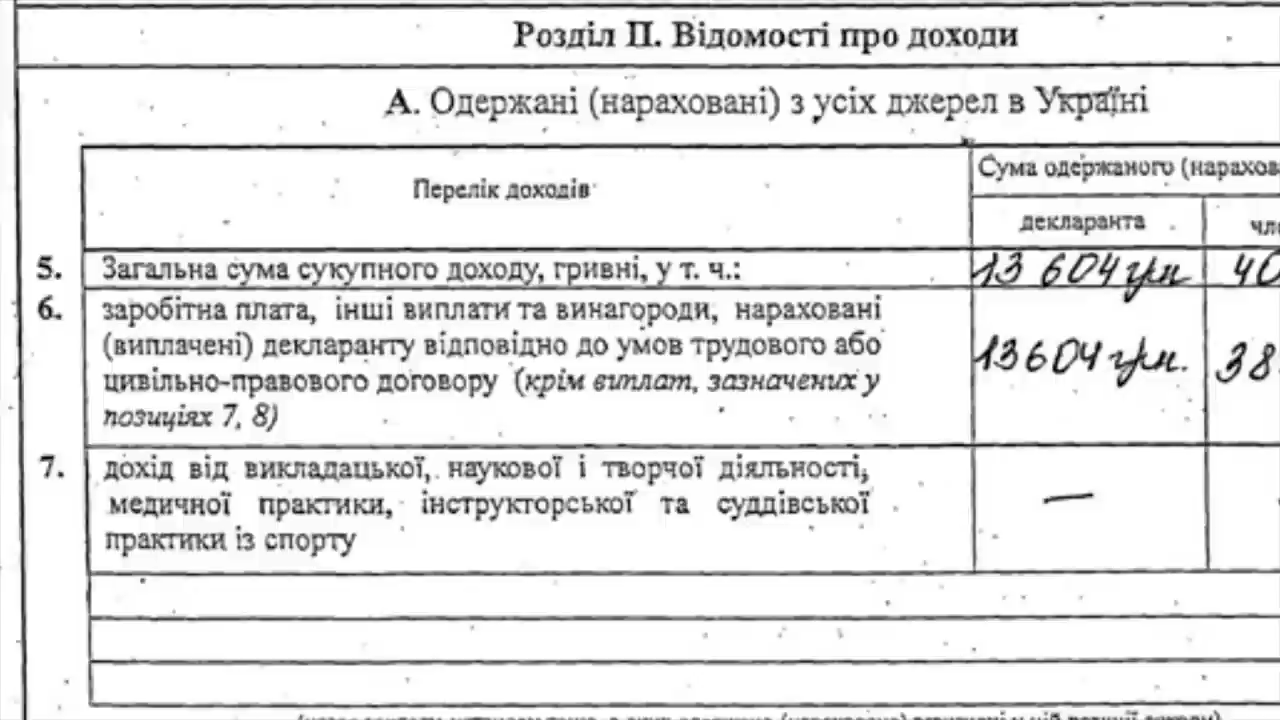 Розділ II. Відомості про доходи
А. Одержані (нараховані) з усіх джерел в Україні
Перелік доходів
Сума одержаного (нарахова
декларанта
чле
5. Загальна сума сукупного доходу, гривні, у т. ч.: 13 604 грн 40
6. заробітна плата, інші виплати та винагороди, нараховані
(виплачені) декларанту відповідно до умов трудового або
13604 грн. 38
цивільно-правового договору (крім виплат, зазначених у
позиціях 7, 8)
7. дохід від викладацької, наукової і творчої діяльності,
медичної практики, інструкторської та суддівської —
практики із спорту